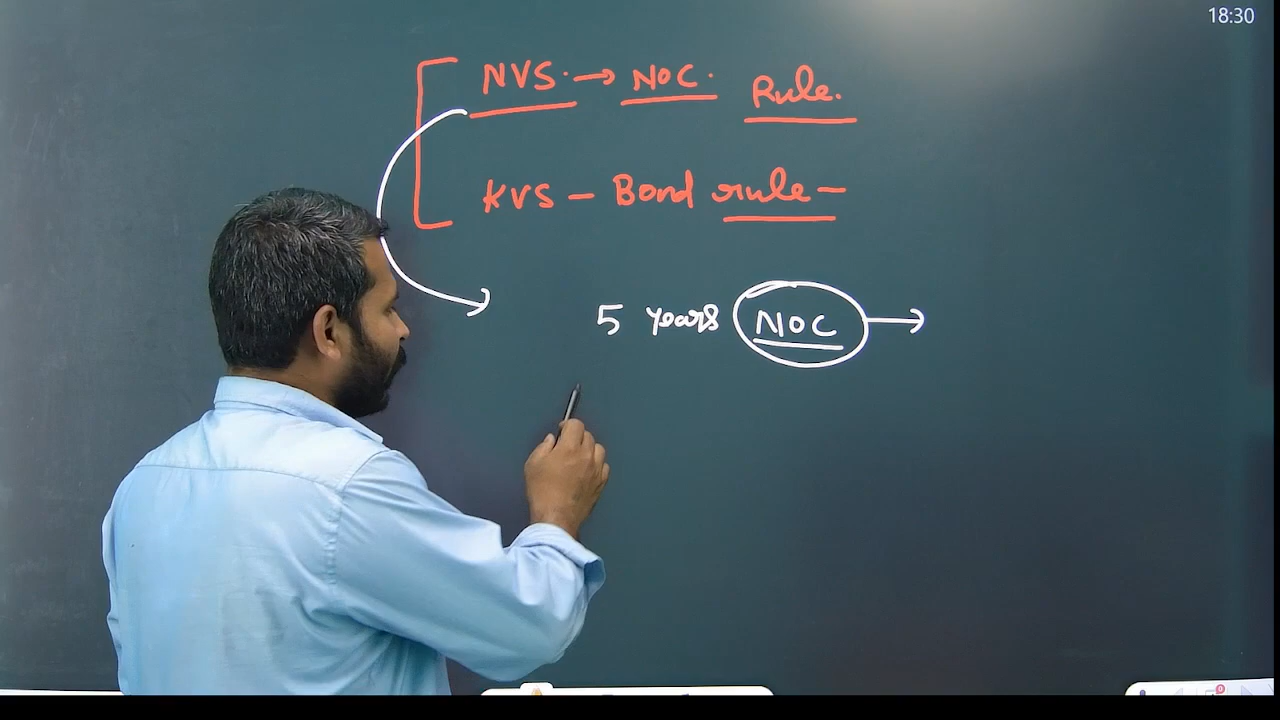 18:30
NVS. → NOC. Rule.
KVS - Bond rule -
5 years NOC →